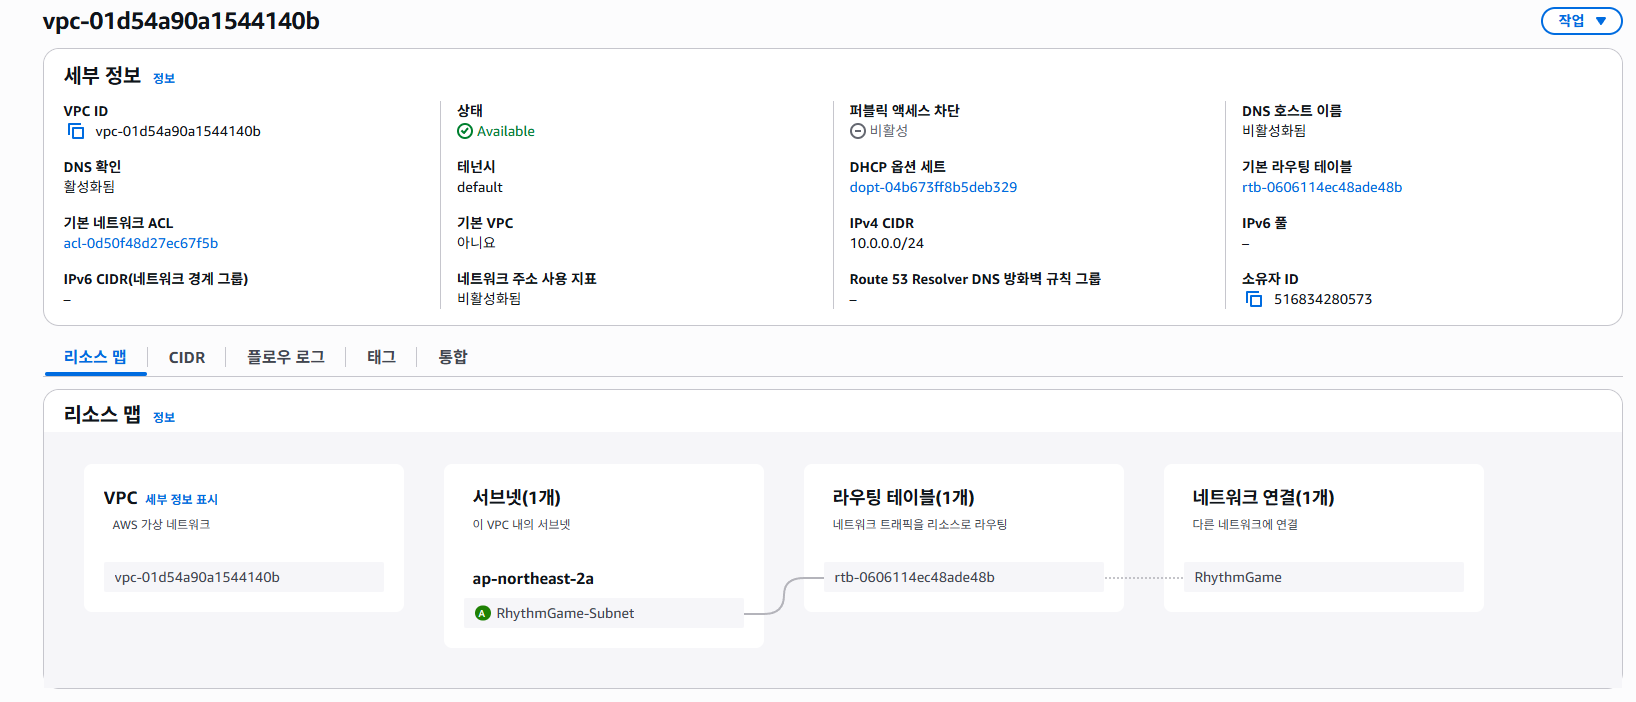 vpc-01d54a90a1544140b
작업
세부 정보 정보
VPC ID
vpc-01d54a90a1544140b
상태
Available
퍼블릭 액세스 차단
비활성
DNS 호스트 이름
비활성화됨
DNS 확인
활성화됨
테넌시
default
DHCP 옵션 세트
dopt-04b673ff8b5deb329
기본 라우팅 테이블
rtb-0606114ec48ade48b
기본 네트워크 ACL
acl-0d50f48d27ec67f5b
기본 VPC
아니요
IPv4 CIDR
10.0.0.0/24
IPv6 풀
–
IPv6 CIDR(네트워크 경계 그룹)
–
네트워크 주소 사용 지표
비활성화됨
Route 53 Resolver DNS 방화벽 규칙 그룹
–
소유자 ID
516834280573
리소스 맵 CIDR 플로우 로그 태그 통합
리소스 맵 정보
VPC 세부 정보 표시
AWS 가상 네트워크
vpc-01d54a90a1544140b
서브넷(1개)
이 VPC 내의 서브넷
ap-northeast-2a
A RhythmGame-Subnet
라우팅 테이블(1개)
네트워크 트래픽을 리소스로 라우팅
rtb-0606114ec48ade48b
네트워크 연결(1개)
다른 네트워크에 연결
RhythmGame